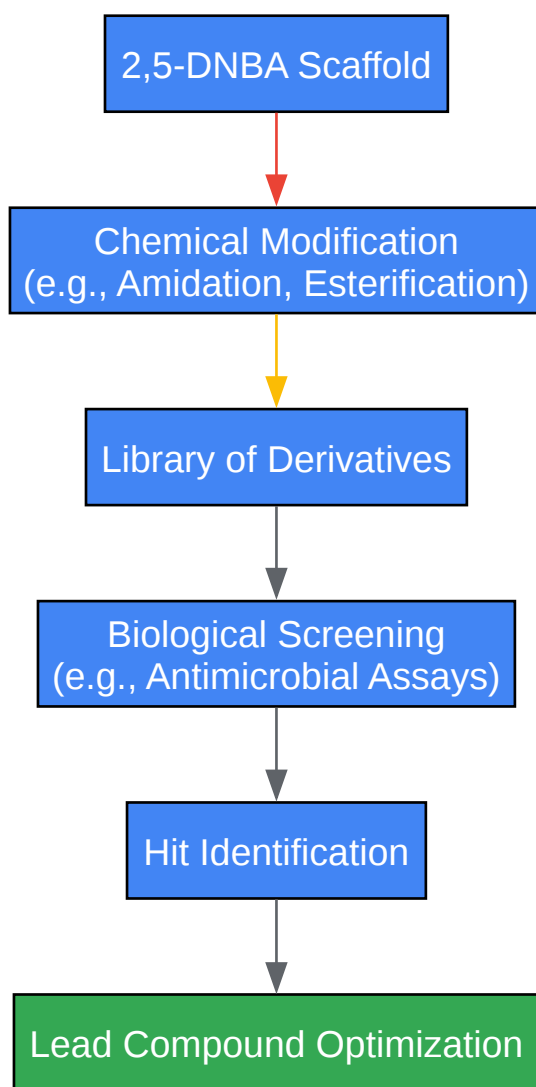 2,5-DNBA Scaffold
Chemical Modification
(e.g., Amidation, Esterification)
Library of Derivatives
Biological Screening
(e.g., Antimicrobial Assays)
Hit Identification
Lead Compound Optimization